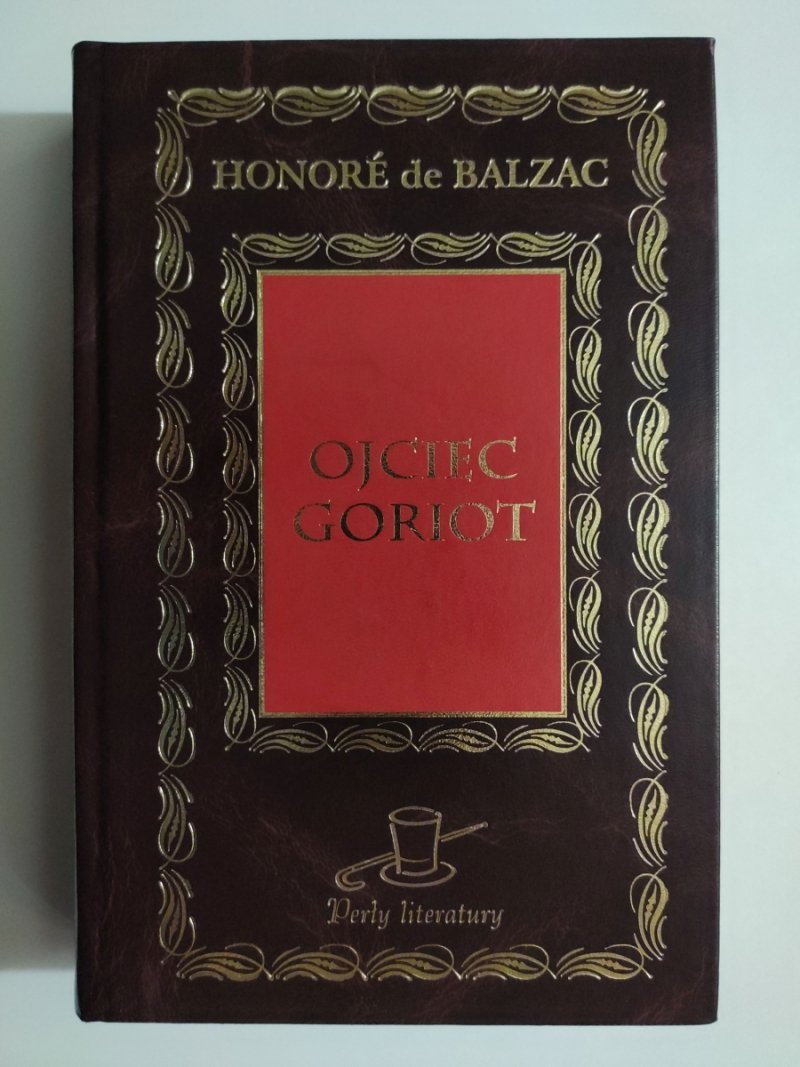 HONORÉ de BALZAC
OJCIEC
GORIOT
Perły literatury